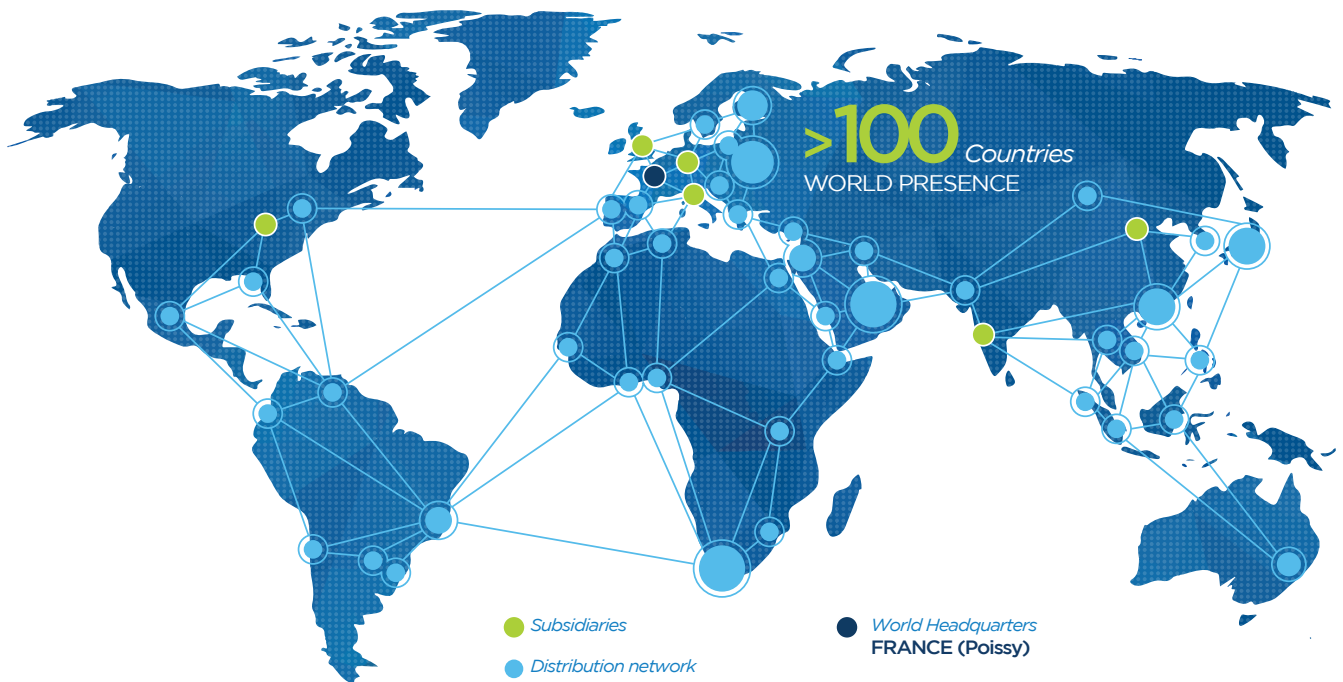 >100 Countries
WORLD PRESENCE
Subsidiaries
Distribution network
World Headquarters
FRANCE (Poissy)